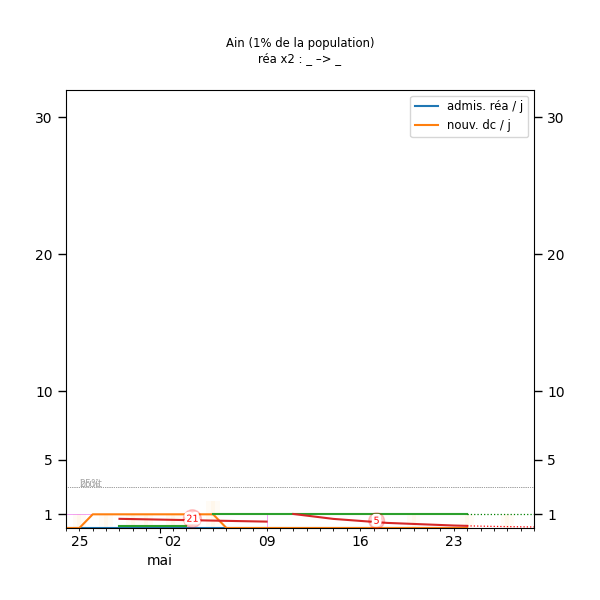 Ain (1% de la population)
réa x2 : _ –> _
admis. réa / j
nouv. dc / j
30 30
20 20
10 10
5 5
1 1
21
5
25 02 09 16 23
mai